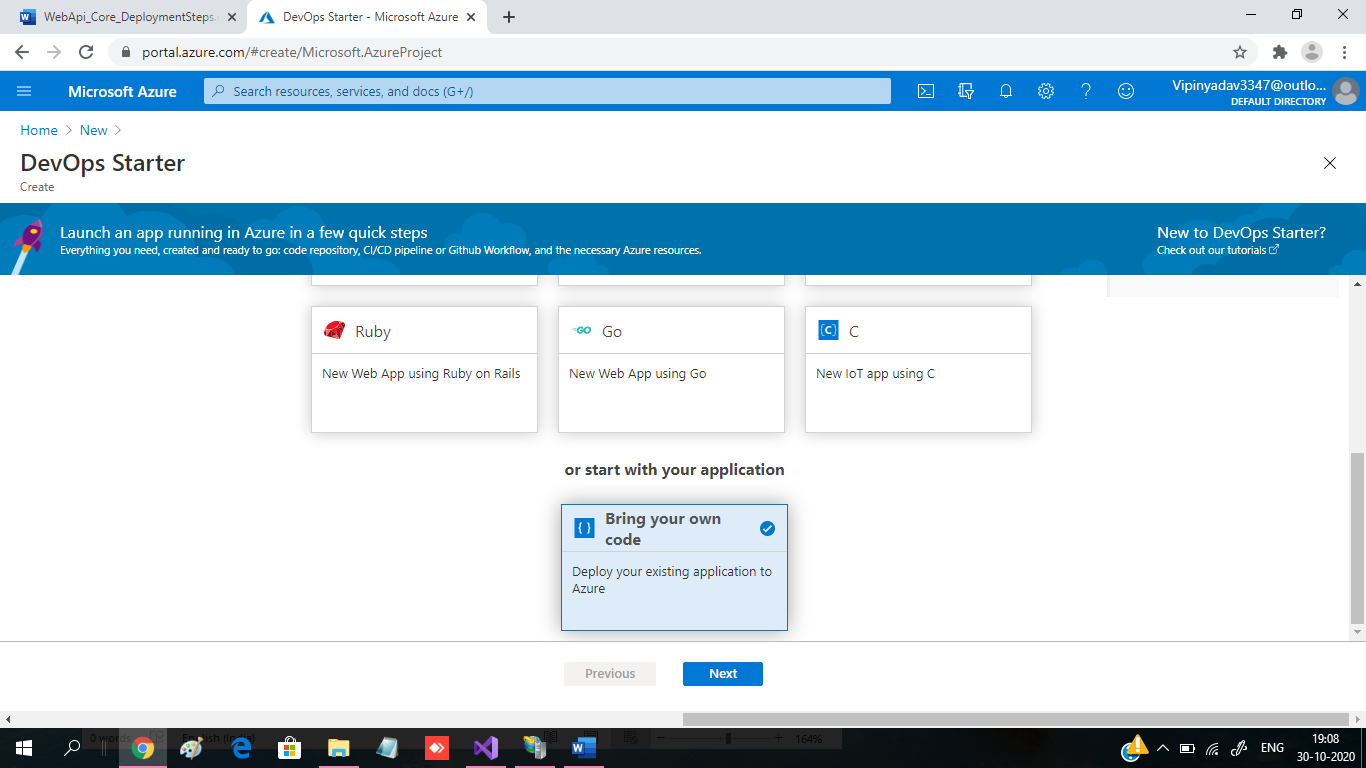 WebApi_Core_DeploymentSteps.
DevOps Starter - Microsoft Azure
portal.azure.com/#create/Microsoft.AzureProject
Microsoft Azure
Search resources, services, and docs (G+/)
Vipinyadav3347@outlo...
DEFAULT DIRECTORY
Home > New >
DevOps Starter
Create
Launch an app running in Azure in a few quick steps
Everything you need, created and ready to go: code repository, CI/CD pipeline or Github Workflow, and the necessary Azure resources.
New to DevOps Starter?
Check out our tutorials
Ruby
New Web App using Ruby on Rails
GO
Go
New Web App using Go
[C]
C
New IoT app using C
or start with your application
{ }
Bring your own
code
Deploy your existing application to
Azure
Previous
Next
0 words
English (India)
164%
ENG
19:08
30-10-2020